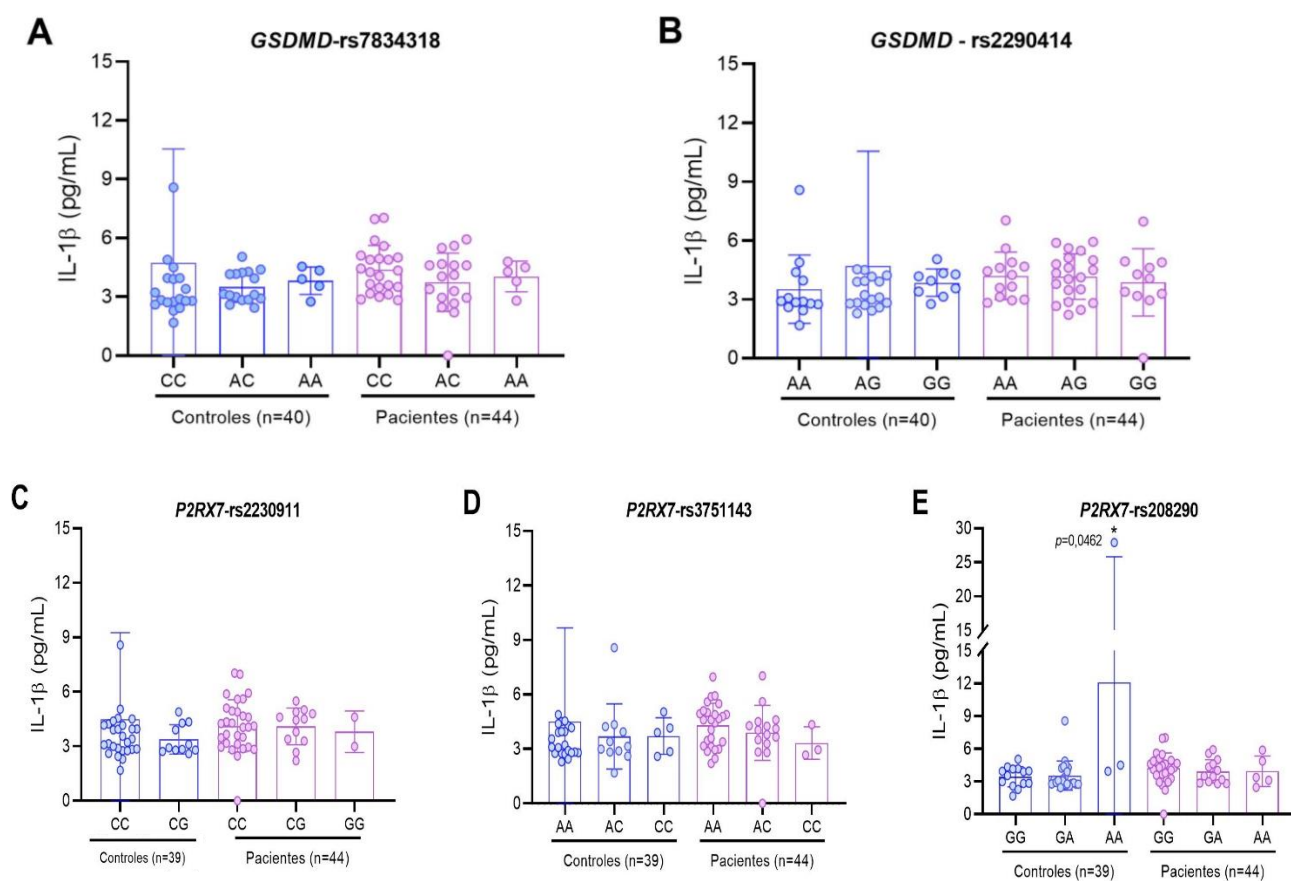 A
GSDMD-rs7834318
IL-1β (pg/mL)
15
12
9
6
3
0
CC AC AA CC AC AA
Controles (n=40) Pacientes (n=44)
B
GSDMD - rs2290414
IL-1β (pg/mL)
15
12
9
6
3
0
AA AG GG AA AG GG
Controles (n=40) Pacientes (n=44)
C
P2RX7-rs2230911
IL-1β (pg/mL)
15
12
9
6
3
0
CC CG CC CG GG
Controles (n=39) Pacientes (n=44)
D
P2RX7-rs3751143
IL-1β (pg/mL)
15
12
9
6
3
0
AA AC CC AA AC CC
Controles (n=39) Pacientes (n=44)
E
P2RX7-rs208290
IL-1β (pg/mL)
30
25
20
15
15
12
9
6
3
0
*
p=0,0462
GG GA AA GG GA AA
Controles (n=39) Pacientes (n=44)